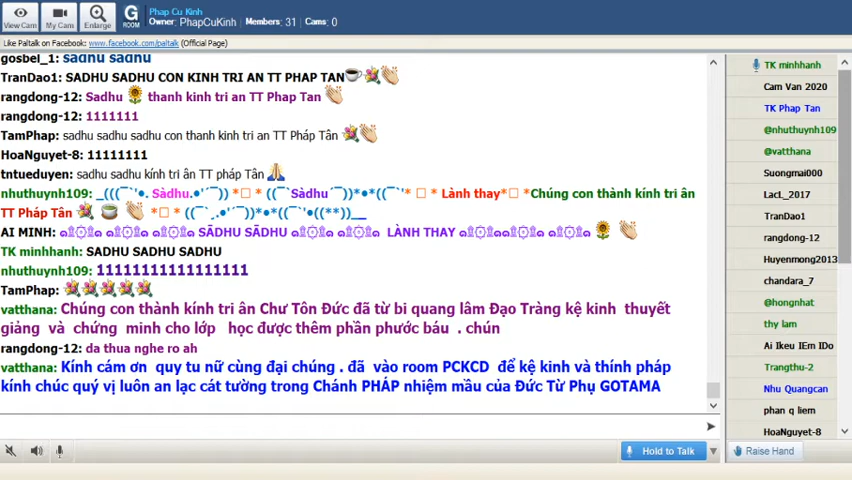 Phap Cu Kinh
Owner: PhapCuKinh Members: 31 Cams: 0
View Cam My Cam Enlarge G ROOM
Like Paltalk on Facebook: www.facebook.com/paltalk (Official Page)
gosbel_1: sadhu sadhu
TranDao1: SADHU SADHU CON KINH TRI AN TT PHAP TAN
rangdong-12: Sadhu thanh kinh tri an TT Phap Tan
rangdong-12: 1111111
TamPhap: sadhu sadhu sadhu con thanh kinh tri an TT Pháp Tân
HoaNguyet-8: 11111111
tntueduyen: sadhu sadhu kính tri ân TT pháp Tân
nhuthuynh109: _(((¯`'•. Sàdhu.•'´¯)) *□ * ((¯`Sàdhu´¯))*•*((¯`'* □ * Lành thay*□ *Chúng con thành kính tri ân
TT Pháp Tân *□ * ((¯ˏ.•'´¯))*•*((¯`'•((**))__
AI MINH: SÃDHU SÃDHU LÀNH THAY
TK minhhanh: SADHU SADHU SADHU
nhuthuynh109: 11111111111111111
TamPhap:
vatthana: Chúng con thành kính tri ân Chư Tôn Đức đã từ bi quang lâm Đạo Tràng kệ kinh thuyết
giảng và chứng minh cho lớp học được thêm phần phước báu . chún
rangdong-12: da thua nghe ro ah
vatthana: Kính cám ơn quy tu nữ cùng đại chúng . đã vào room PCKCD để kệ kinh và thính pháp
kính chúc quý vị luôn an lạc cát tường trong Chánh PHÁP nhiệm mầu của Đức Từ Phụ GOTAMA
Hold to Talk
TK minhhanh
Cam Van 2020
TK Phap Tan
@nhuthuynh109
@vatthana
Suongmai000
LacL_2017
TranDao1
rangdong-12
Huyenmong2013
chandara_7
@hongnhat
thy lam
Ai Ikeu IEm IDo
Trangthu-2
Nhu Quangcan
phan q liem
HoaNguyet-8
Raise Hand